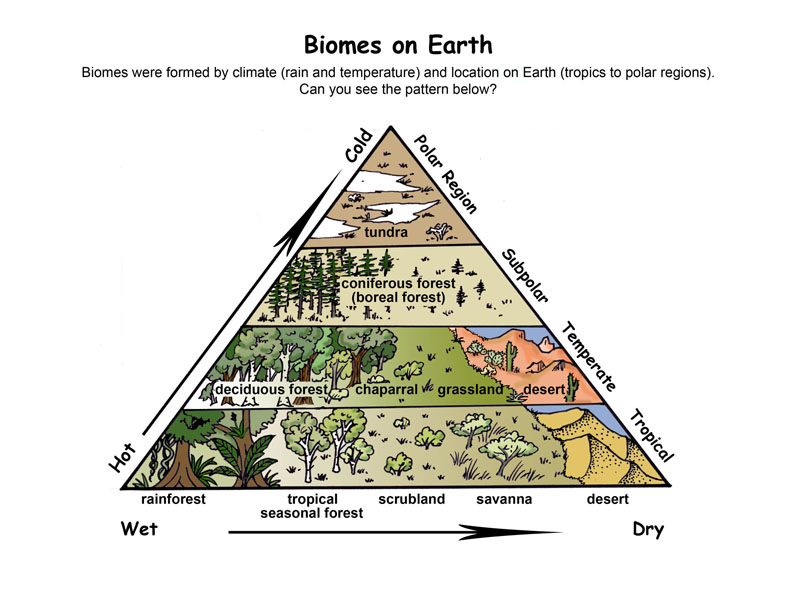 Biomes on Earth
Biomes were formed by climate (rain and temperature) and location on Earth (tropics to polar regions).
Can you see the pattern below?
Cold
Polar Region
tundra
Subpolar
coniferous forest
(boreal forest)
Temperate
deciduous forest
chaparral
grassland
desert
Hot
Tropical
rainforest
tropical
seasonal forest
scrubland
savanna
desert
Wet
Dry